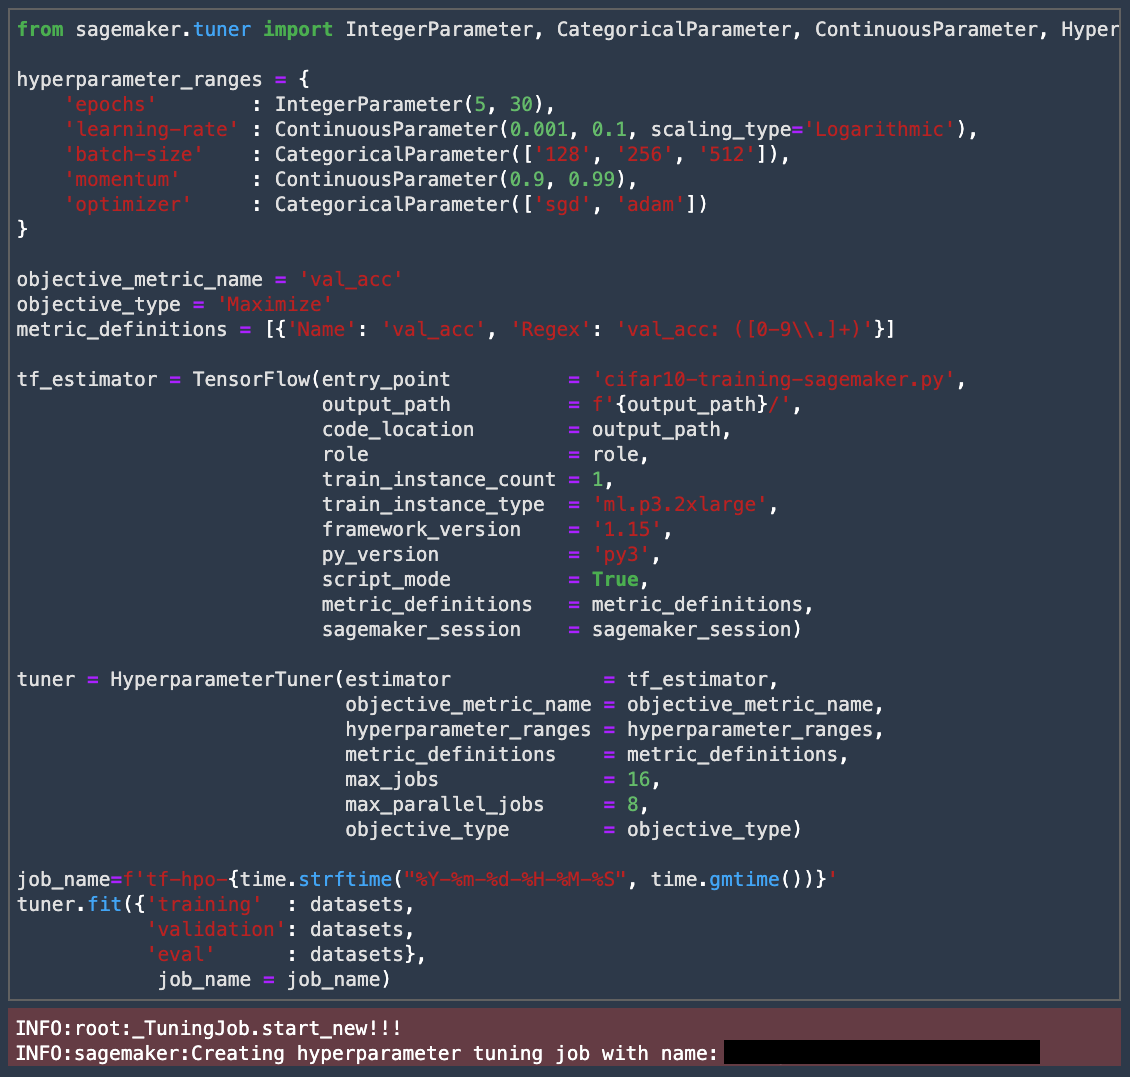 from sagemaker.tuner import IntegerParameter, CategoricalParameter, ContinuousParameter, Hyper
hyperparameter_ranges = {
    'epochs'        : IntegerParameter(5, 30),
    'learning-rate' : ContinuousParameter(0.001, 0.1, scaling_type='Logarithmic'),
    'batch-size'    : CategoricalParameter(['128', '256', '512']),
    'momentum'      : ContinuousParameter(0.9, 0.99),
    'optimizer'     : CategoricalParameter(['sgd', 'adam'])
}
objective_metric_name = 'val_acc'
objective_type = 'Maximize'
metric_definitions = [{'Name': 'val_acc', 'Regex': 'val_acc: ([0-9\\.]+)'}]
tf_estimator = TensorFlow(entry_point          = 'cifar10-training-sagemaker.py',
                          output_path          = f'{output_path}/',
                          code_location        = output_path,
                          role                 = role,
                          train_instance_count = 1,
                          train_instance_type  = 'ml.p3.2xlarge',
                          framework_version    = '1.15',
                          py_version           = 'py3',
                          script_mode          = True,
                          metric_definitions   = metric_definitions,
                          sagemaker_session    = sagemaker_session)
tuner = HyperparameterTuner(estimator             = tf_estimator,
                            objective_metric_name = objective_metric_name,
                            hyperparameter_ranges = hyperparameter_ranges,
                            metric_definitions    = metric_definitions,
                            max_jobs              = 16,
                            max_parallel_jobs     = 8,
                            objective_type        = objective_type)
job_name=f'tf-hpo-{time.strftime("%Y-%m-%d-%H-%M-%S", time.gmtime())}'
tuner.fit({'training'  : datasets,
           'validation': datasets,
           'eval'      : datasets},
            job_name = job_name)
INFO:root:_TuningJob.start_new!!!
INFO:sagemaker:Creating hyperparameter tuning job with name: